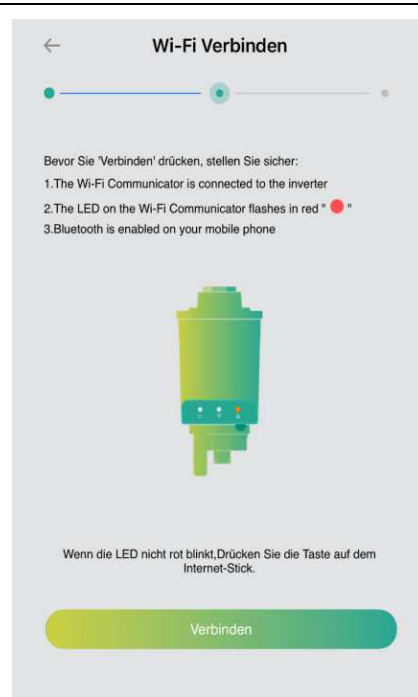 Wi-Fi Verbinden
Bevor Sie 'Verbinden' drücken, stellen Sie sicher:
1.The Wi-Fi Communicator is connected to the inverter
2.The LED on the Wi-Fi Communicator flashes in red " "
3.Bluetooth is enabled on your mobile phone
Wenn die LED nicht rot blinkt,Drücken Sie die Taste auf dem
Internet-Stick.
Verbinden